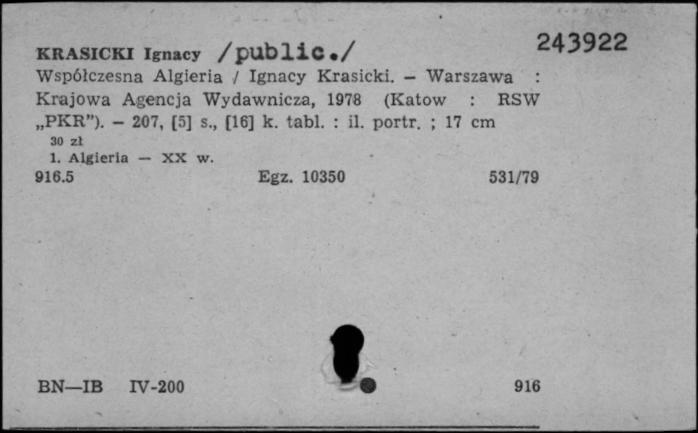 KRASICKI Ignacy /public./ 243922
Współczesna Algieria / Ignacy Krasicki. — Warszawa :
Krajowa Agencja Wydawnicza, 1978 (Katow : RSW
„PKR”). — 207, [5] s., [16] k. tabl. : il. portr. ; 17 cm
30 zł
1. Algieria — XX w.
916.5 Egz. 10350 531/79
BN—IB IV-200 916